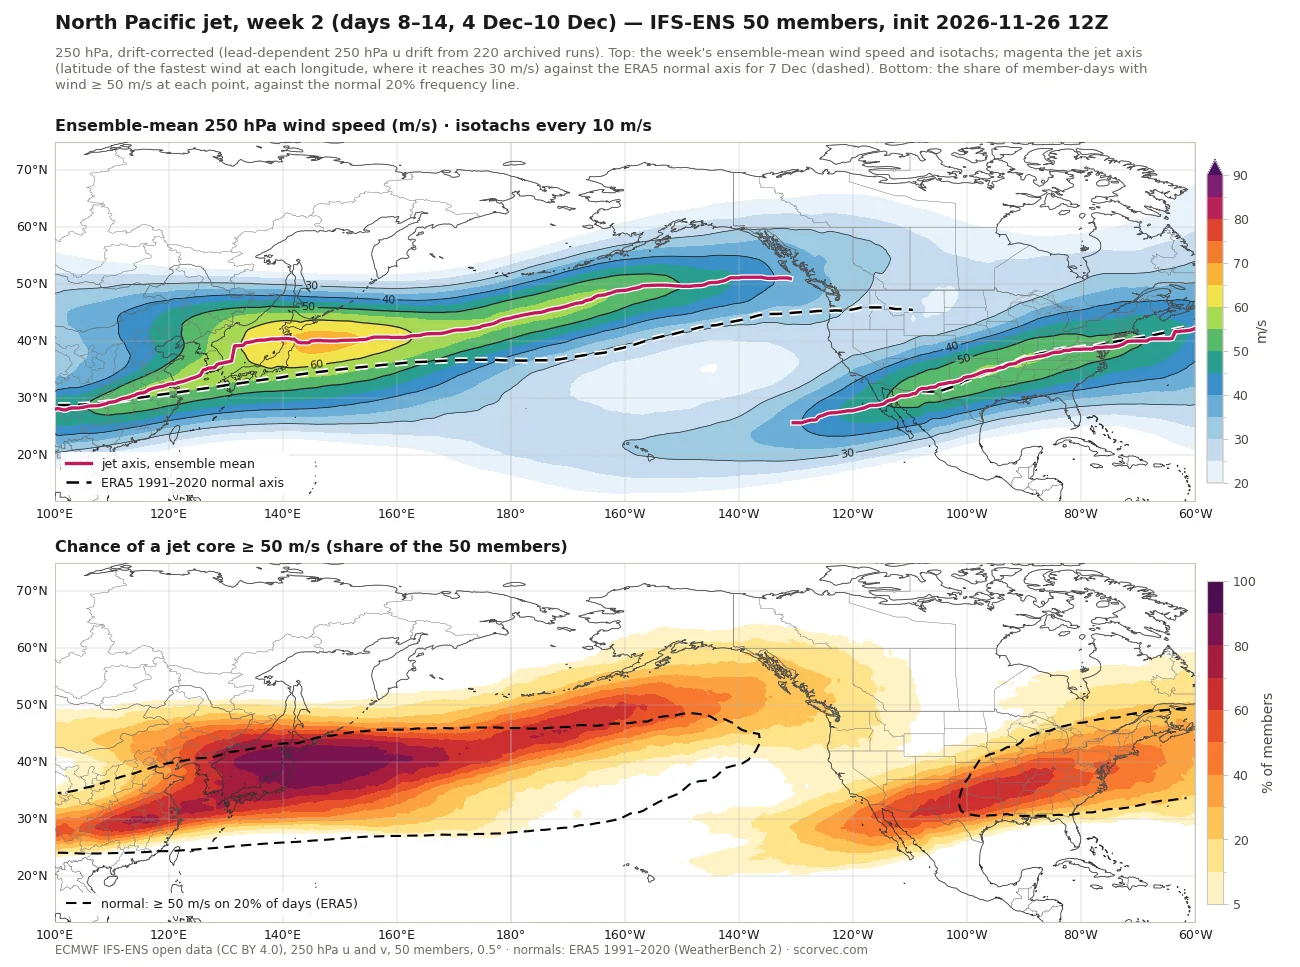 North Pacific jet, week 2 (days 8–14, 4 Dec–10 Dec) — IFS-ENS 50 members, init 2026-11-26 12Z
250 hPa, drift-corrected (lead-dependent 250 hPa u drift from 220 archived runs). Top: the week's ensemble-mean wind speed and isotachs; magenta the jet axis
(latitude of the fastest wind at each longitude, where it reaches 30 m/s) against the ERA5 normal axis for 7 Dec (dashed). Bottom: the share of member-days with
wind ≥ 50 m/s at each point, against the normal 20% frequency line.
Ensemble-mean 250 hPa wind speed (m/s) · isotachs every 10 m/s
70°N
60°N
50°N
40°N
30°N
20°N
30
40
50
60
40
50
30
jet axis, ensemble mean
ERA5 1991–2020 normal axis
100°E 120°E 140°E 160°E 180° 160°W 140°W 120°W 100°W 80°W 60°W
90
80
70
60
50
40
30
20
m/s
Chance of a jet core ≥ 50 m/s (share of the 50 members)
70°N
60°N
50°N
40°N
30°N
20°N
normal: ≥ 50 m/s on 20% of days (ERA5)
100°E 120°E 140°E 160°E 180° 160°W 140°W 120°W 100°W 80°W 60°W
100
80
60
40
20
5
% of members
ECMWF IFS-ENS open data (CC BY 4.0), 250 hPa u and v, 50 members, 0.5° · normals: ERA5 1991–2020 (WeatherBench 2) · scorvec.com